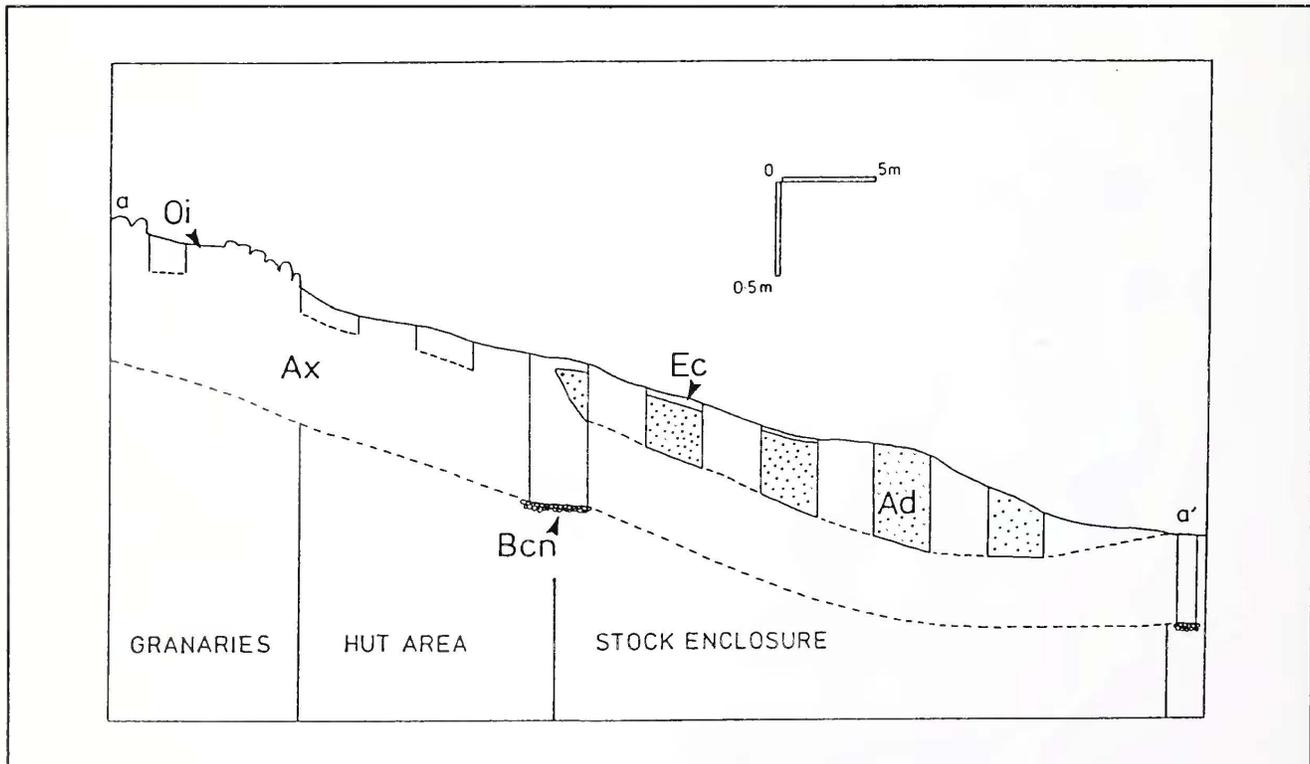 0 5m
a Oi
0·5m
Ec
Ax
Ad
a′
Bcn
GRANARIES HUT AREA STOCK ENCLOSURE